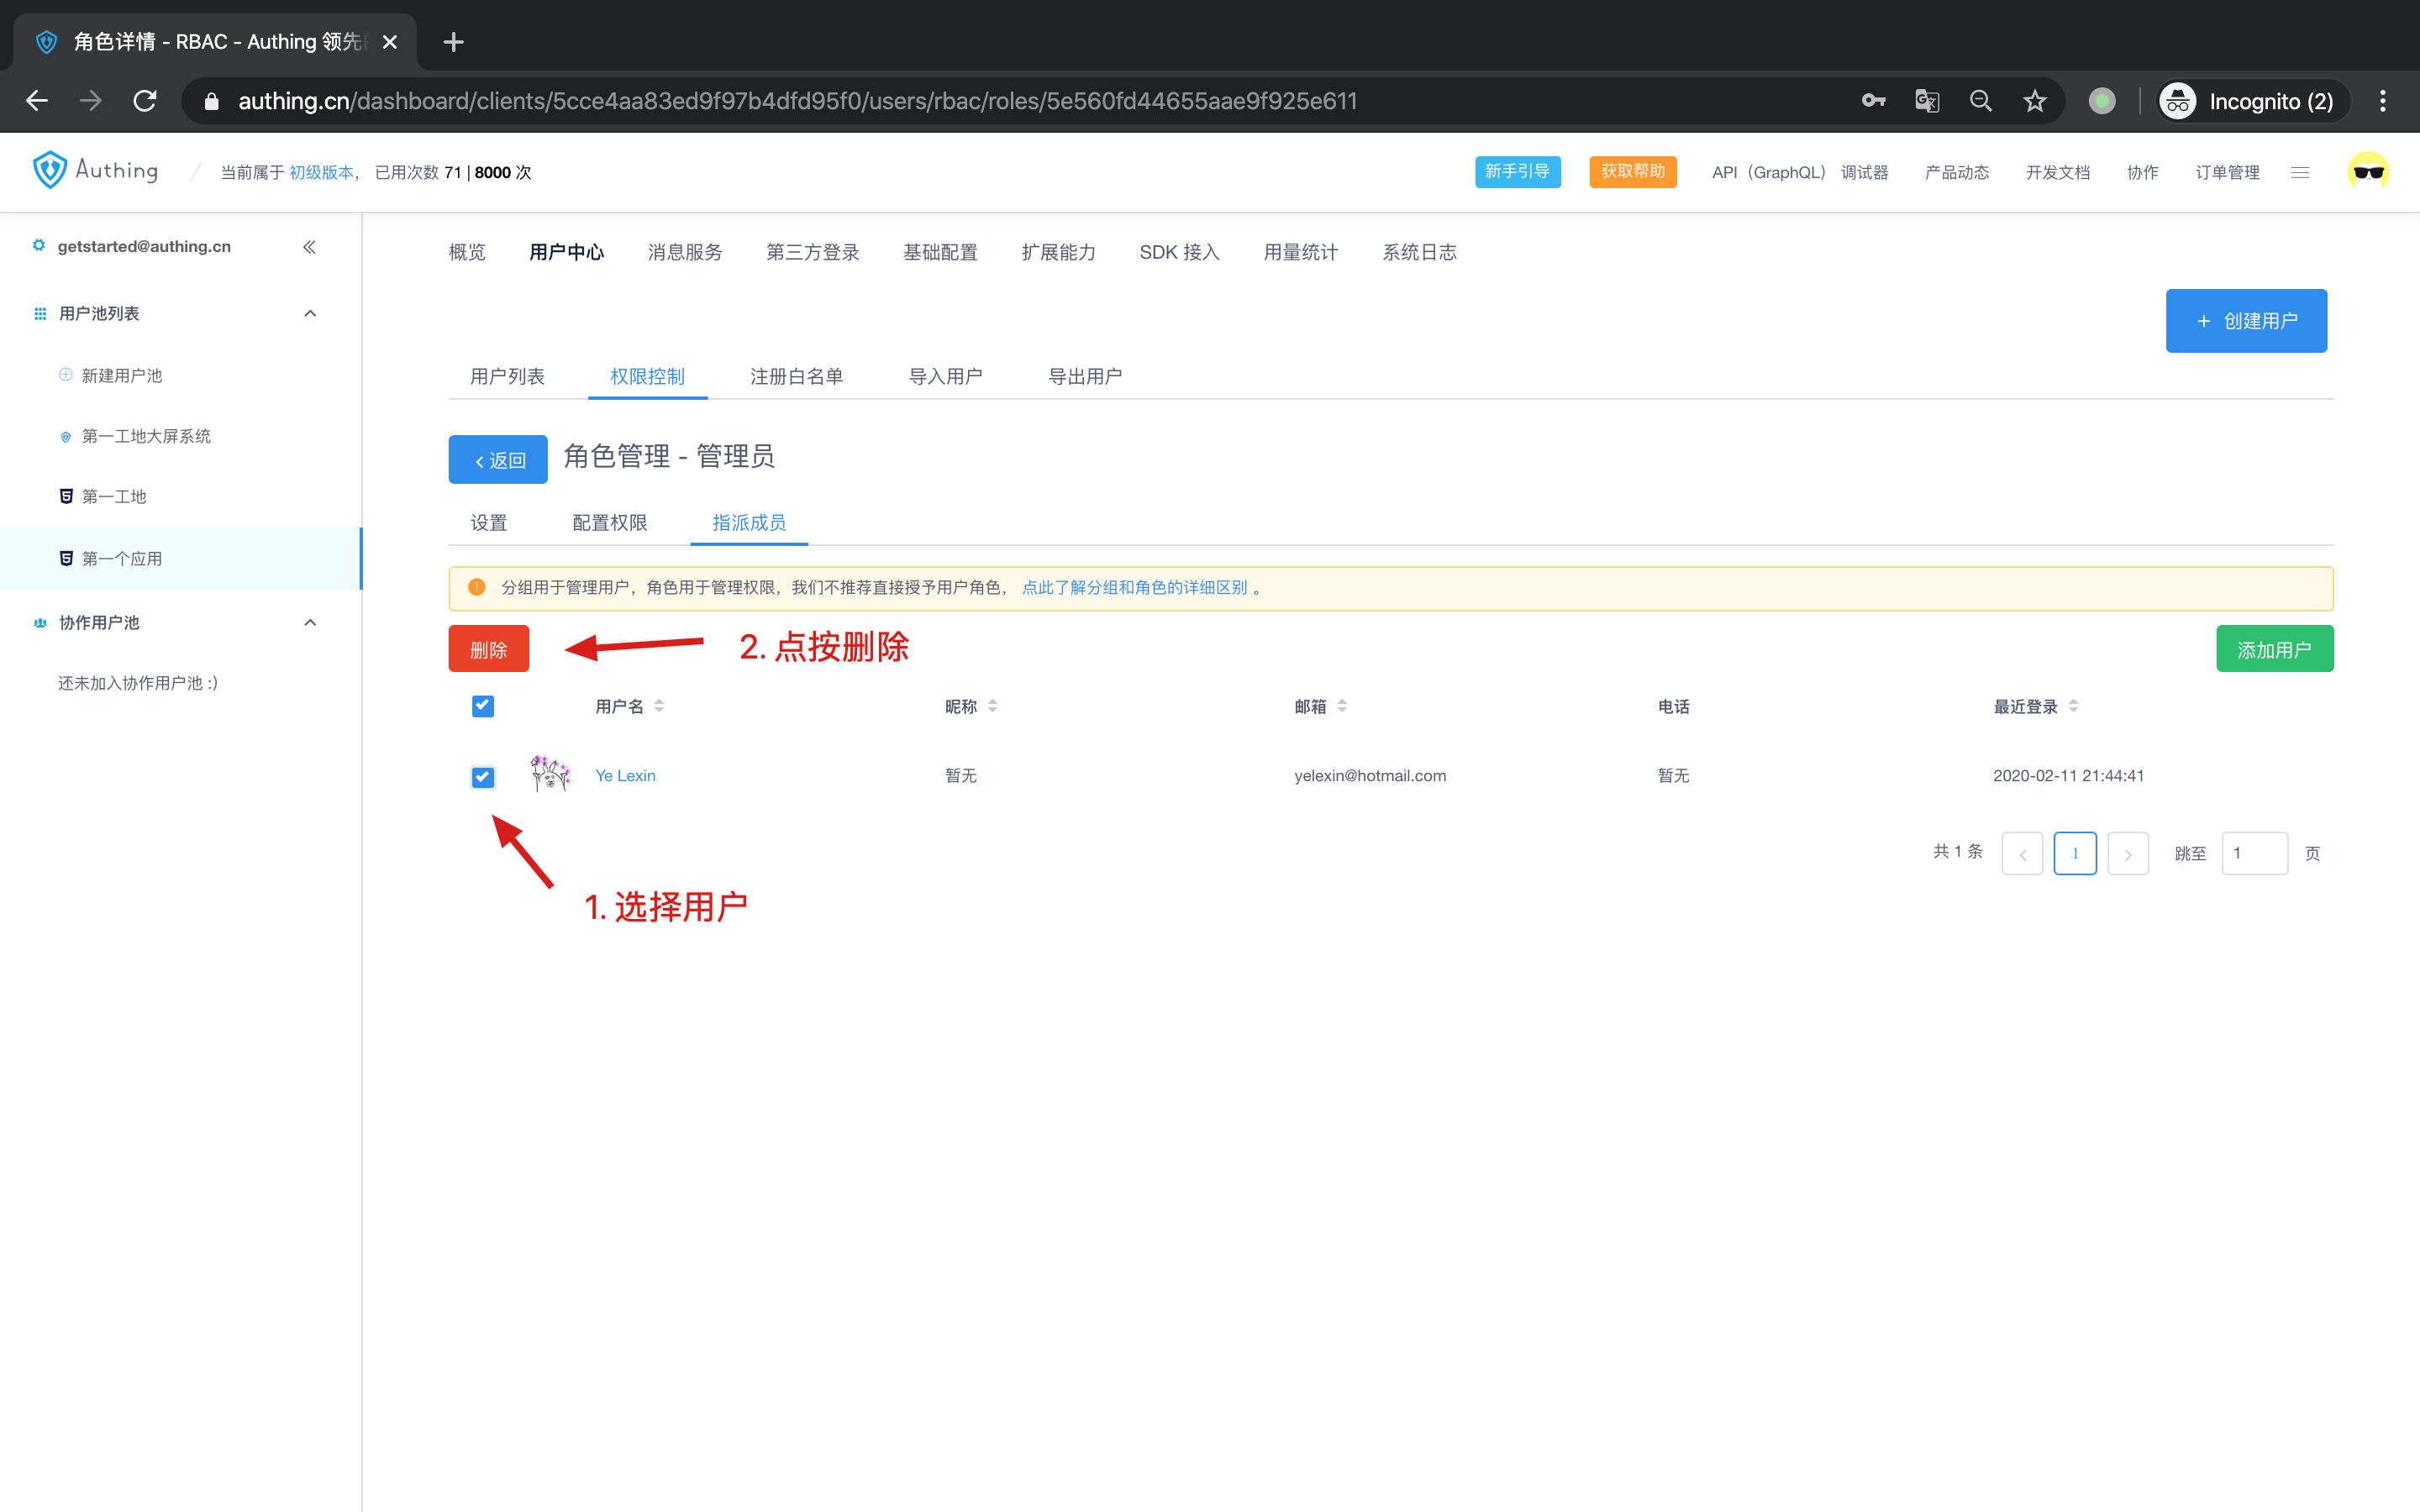 角色详情 - RBAC - Authing 领先
authing.cn/dashboard/clients/5cce4aa83ed9f97b4dfd95f0/users/rbac/roles/5e560fd44655aae9f925e611
Incognito (2)
Authing
当前属于 初级版本， 已用次数 71 | 8000 次
新手引导
获取帮助
API（GraphQL） 调试器
产品动态
开发文档
协作
订单管理
getstarted@authing.cn
用户池列表
新建用户池
第一工地大屏系统
第一工地
第一个应用
协作用户池
还未加入协作用户池 :)
概览 用户中心 消息服务 第三方登录 基础配置 扩展能力 SDK 接入 用量统计 系统日志
+ 创建用户
用户列表 权限控制 注册白名单 导入用户 导出用户
返回 角色管理 - 管理员
设置 配置权限 指派成员
分组用于管理用户，角色用于管理权限，我们不推荐直接授予用户角色， 点此了解分组和角色的详细区别 。
删除
2. 点按删除
添加用户
用户名 昵称 邮箱 电话 最近登录
Ye Lexin 暂无 yelexin@hotmail.com 暂无 2020-02-11 21:44:41
共 1 条 1 跳至 1 页
1. 选择用户